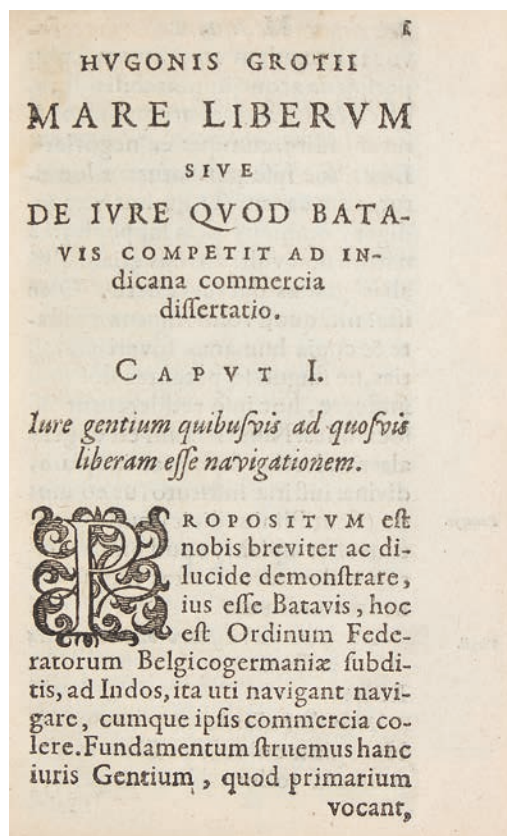 1
HVGONIS GROTII
MARE LIBERVM
SIVE
DE IVRE QVOD BATA-
VIS COMPETIT AD IN-
dicana commercia
dissertatio.
CAPVT I.
Iure gentium quibusvis ad quosvis
liberam esse navigationem.
PROPOSITVM est
nobis breviter ac di-
lucide demonstrare,
ius esse Batavis, hoc
est Ordinum Fede-
ratorum Belgicogermaniæ subdi-
tis, ad Indos, ita uti navigant navi-
gare, cumque ipsis commercia co-
lere. Fundamentum struemus hanc
iuris Gentium, quod primarium
vocant,